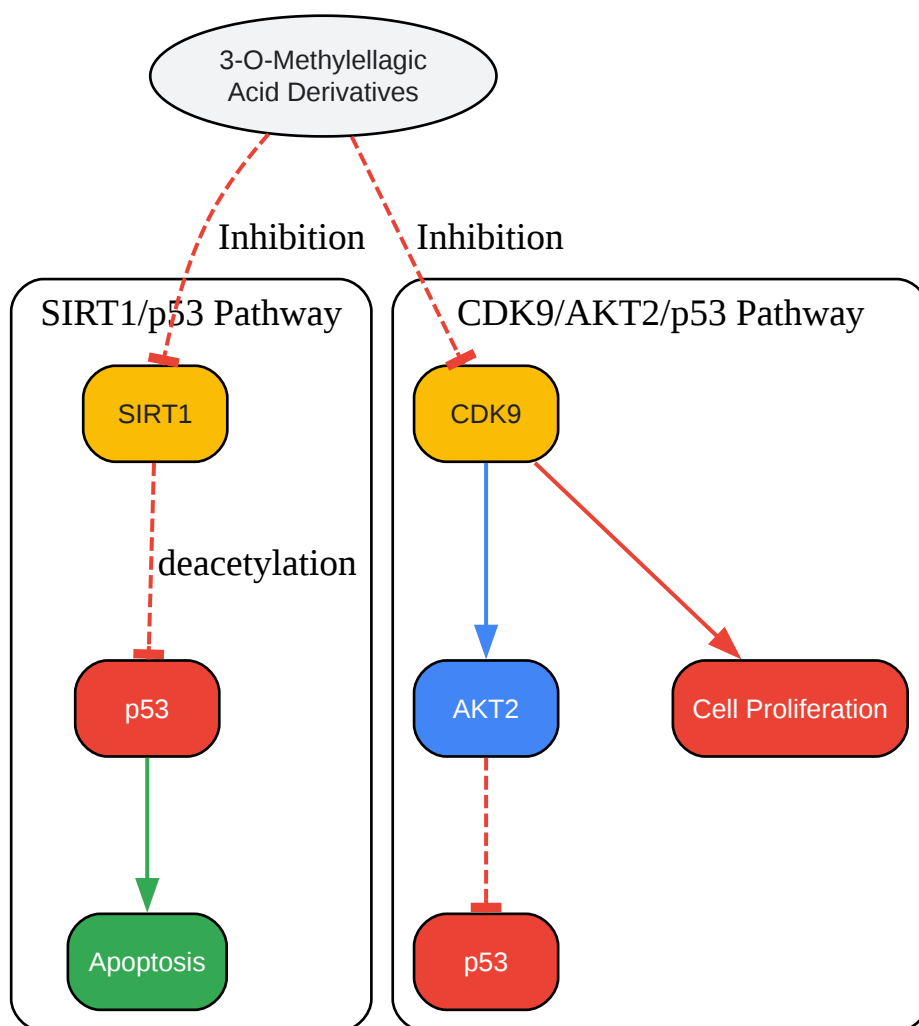 3-O-Methylellagic
Acid Derivatives
Inhibition
Inhibition
SIRT1/p53 Pathway
CDK9/AKT2/p53 Pathway
SIRT1
CDK9
deacetylation
p53
AKT2
Cell Proliferation
Apoptosis
p53